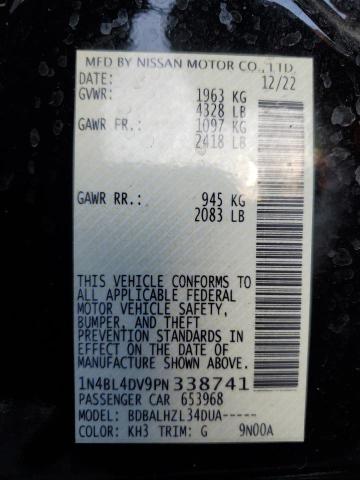 MFD BY NISSAN MOTOR CO., LTD.
DATE: 12/22
GVWR: 1963 KG
4328 LB
GAWR FR.: 1097 KG
2418 LB
GAWR RR.: 945 KG
2083 LB
THIS VEHICLE CONFORMS TO
ALL APPLICABLE FEDERAL
MOTOR VEHICLE SAFETY,
BUMPER, AND THEFT
PREVENTION STANDARDS IN
EFFECT ON THE DATE OF
MANUFACTURE SHOWN ABOVE.
1N4BL4DV9PN338741
PASSENGER CAR 653968
MODEL: BDBALHZL34DUA-----
COLOR: KH3 TRIM: G 9N00A